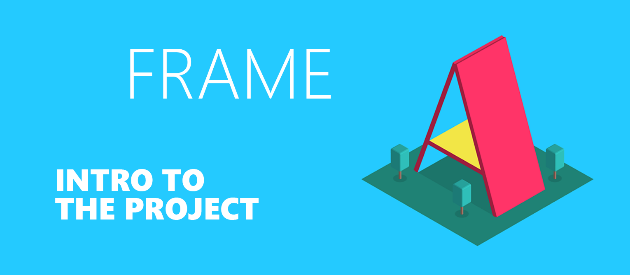 FRAME
INTRO TO
THE PROJECT